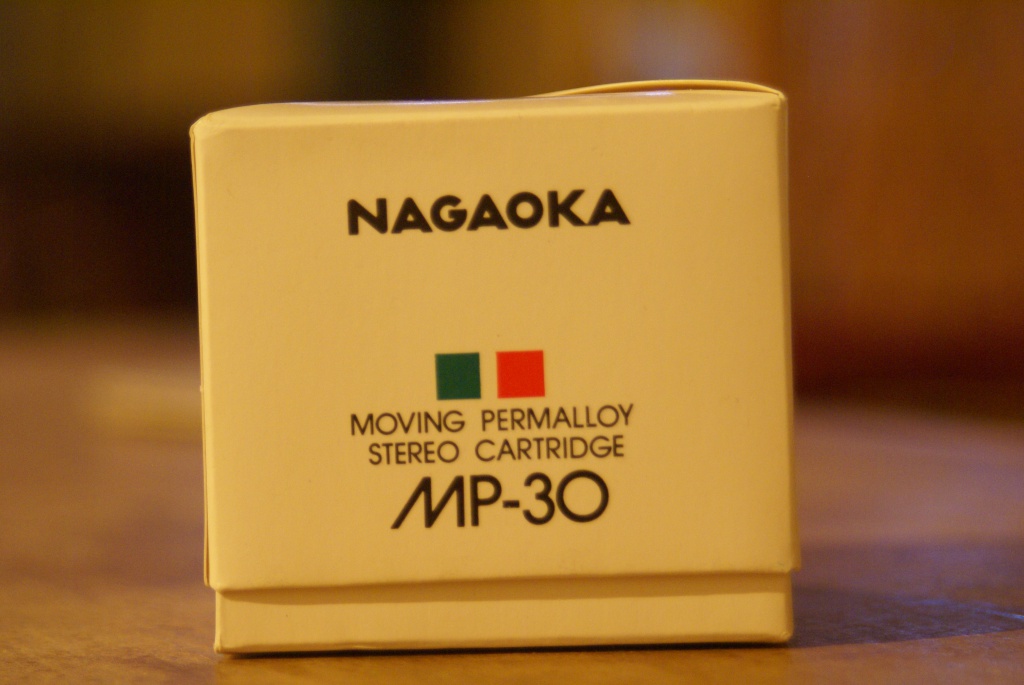 NAGAOKA
MOVING PERMALLOY
STEREO CARTRIDGE
MP-30